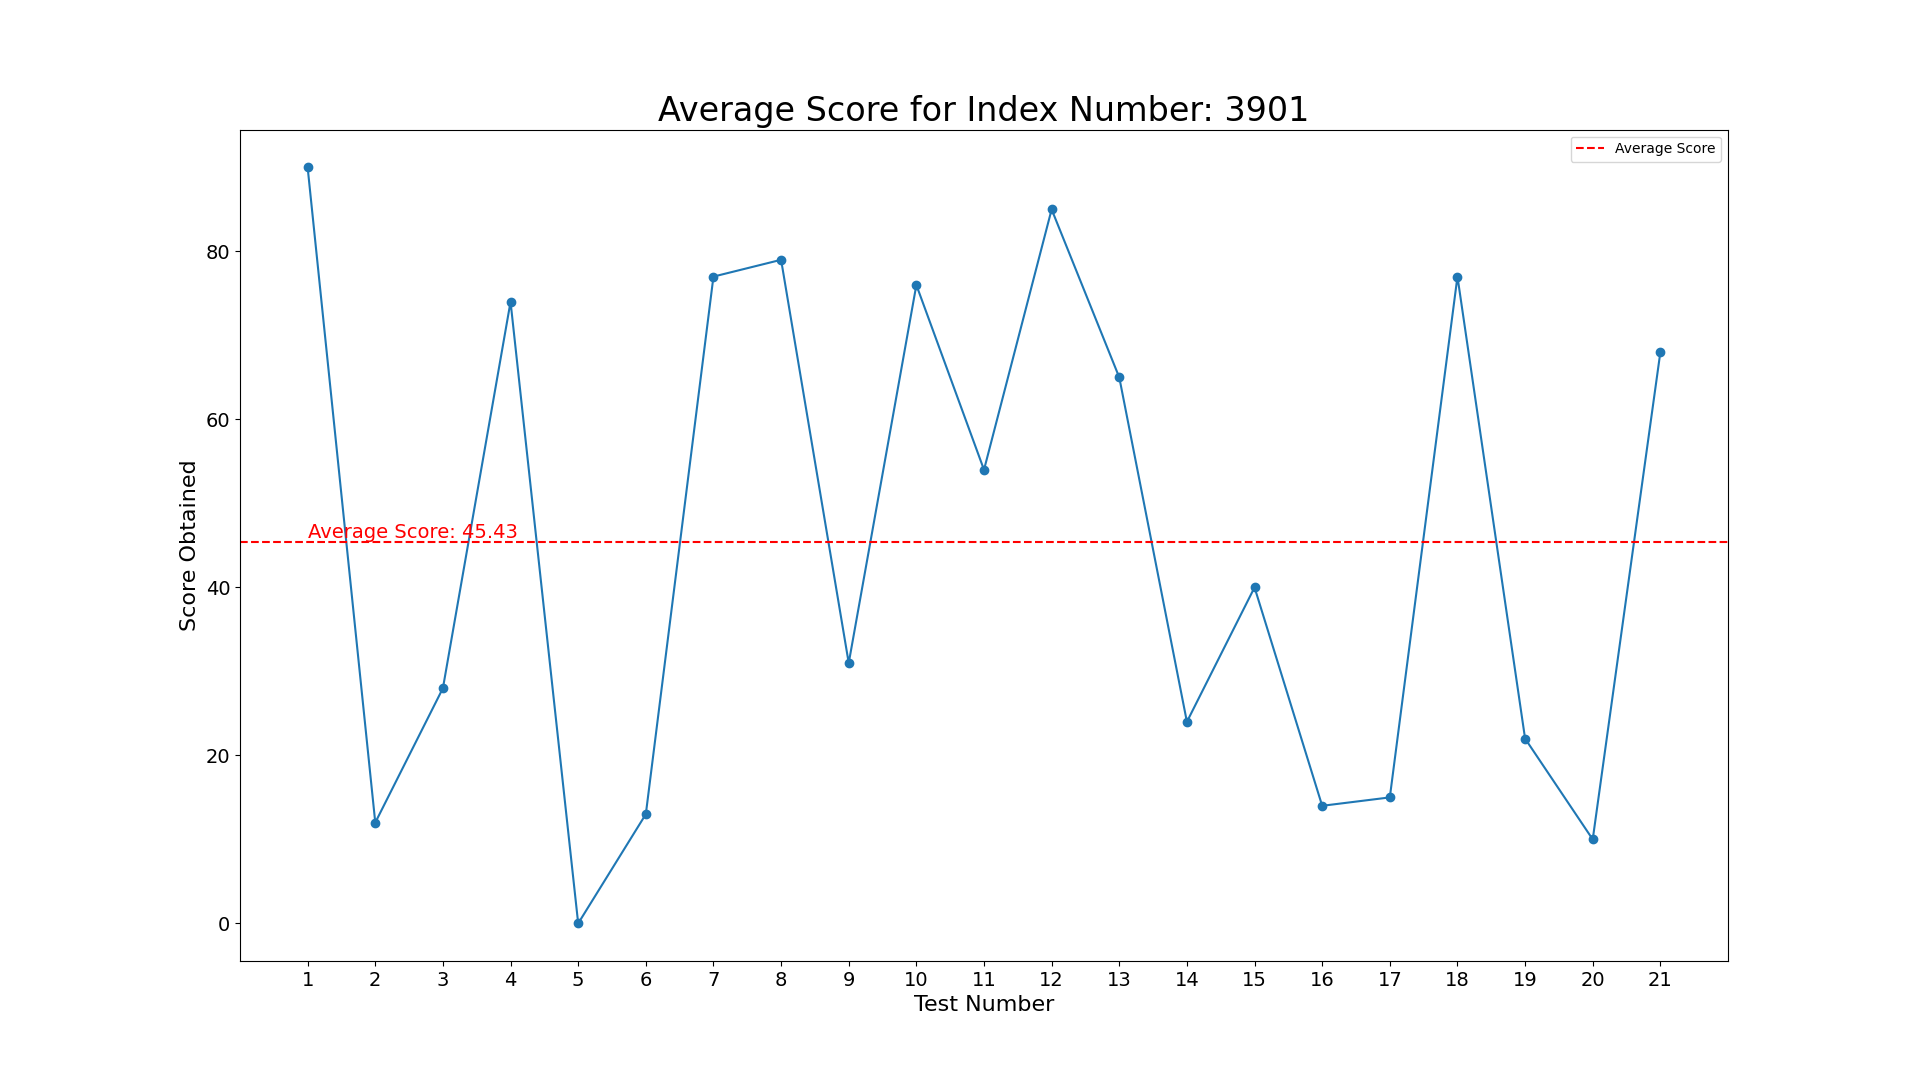 Average Score for Index Number: 3901
Average Score
80
60
40
20
0
Score Obtained
Average Score: 45.43
1 2 3 4 5 6 7 8 9 10 11 12 13 14 15 16 17 18 19 20 21
Test Number